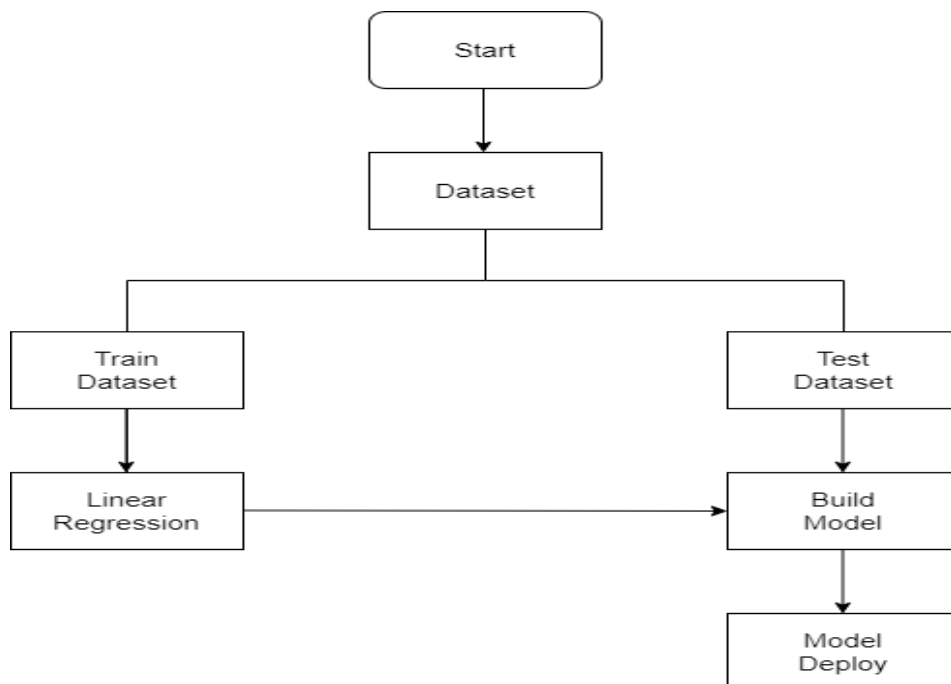 Start
Dataset
Train
Dataset
Test
Dataset
Linear
Regression
Build
Model
Model
Deploy